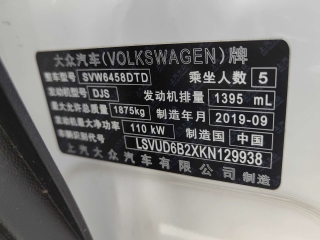 大众汽车(VOLKSWAGEN)牌
整车型号 SVW6458DTD 乘坐人数 5
发动机型号 DJS 发动机排量 1395 mL
最大允许总质量 1875kg 制造年月 2019-09
发动机最大净功率 110 kW 制造国 中国
车辆识别代号 LSVUD6B2XKN129938
上汽大众汽车有限公司 制造